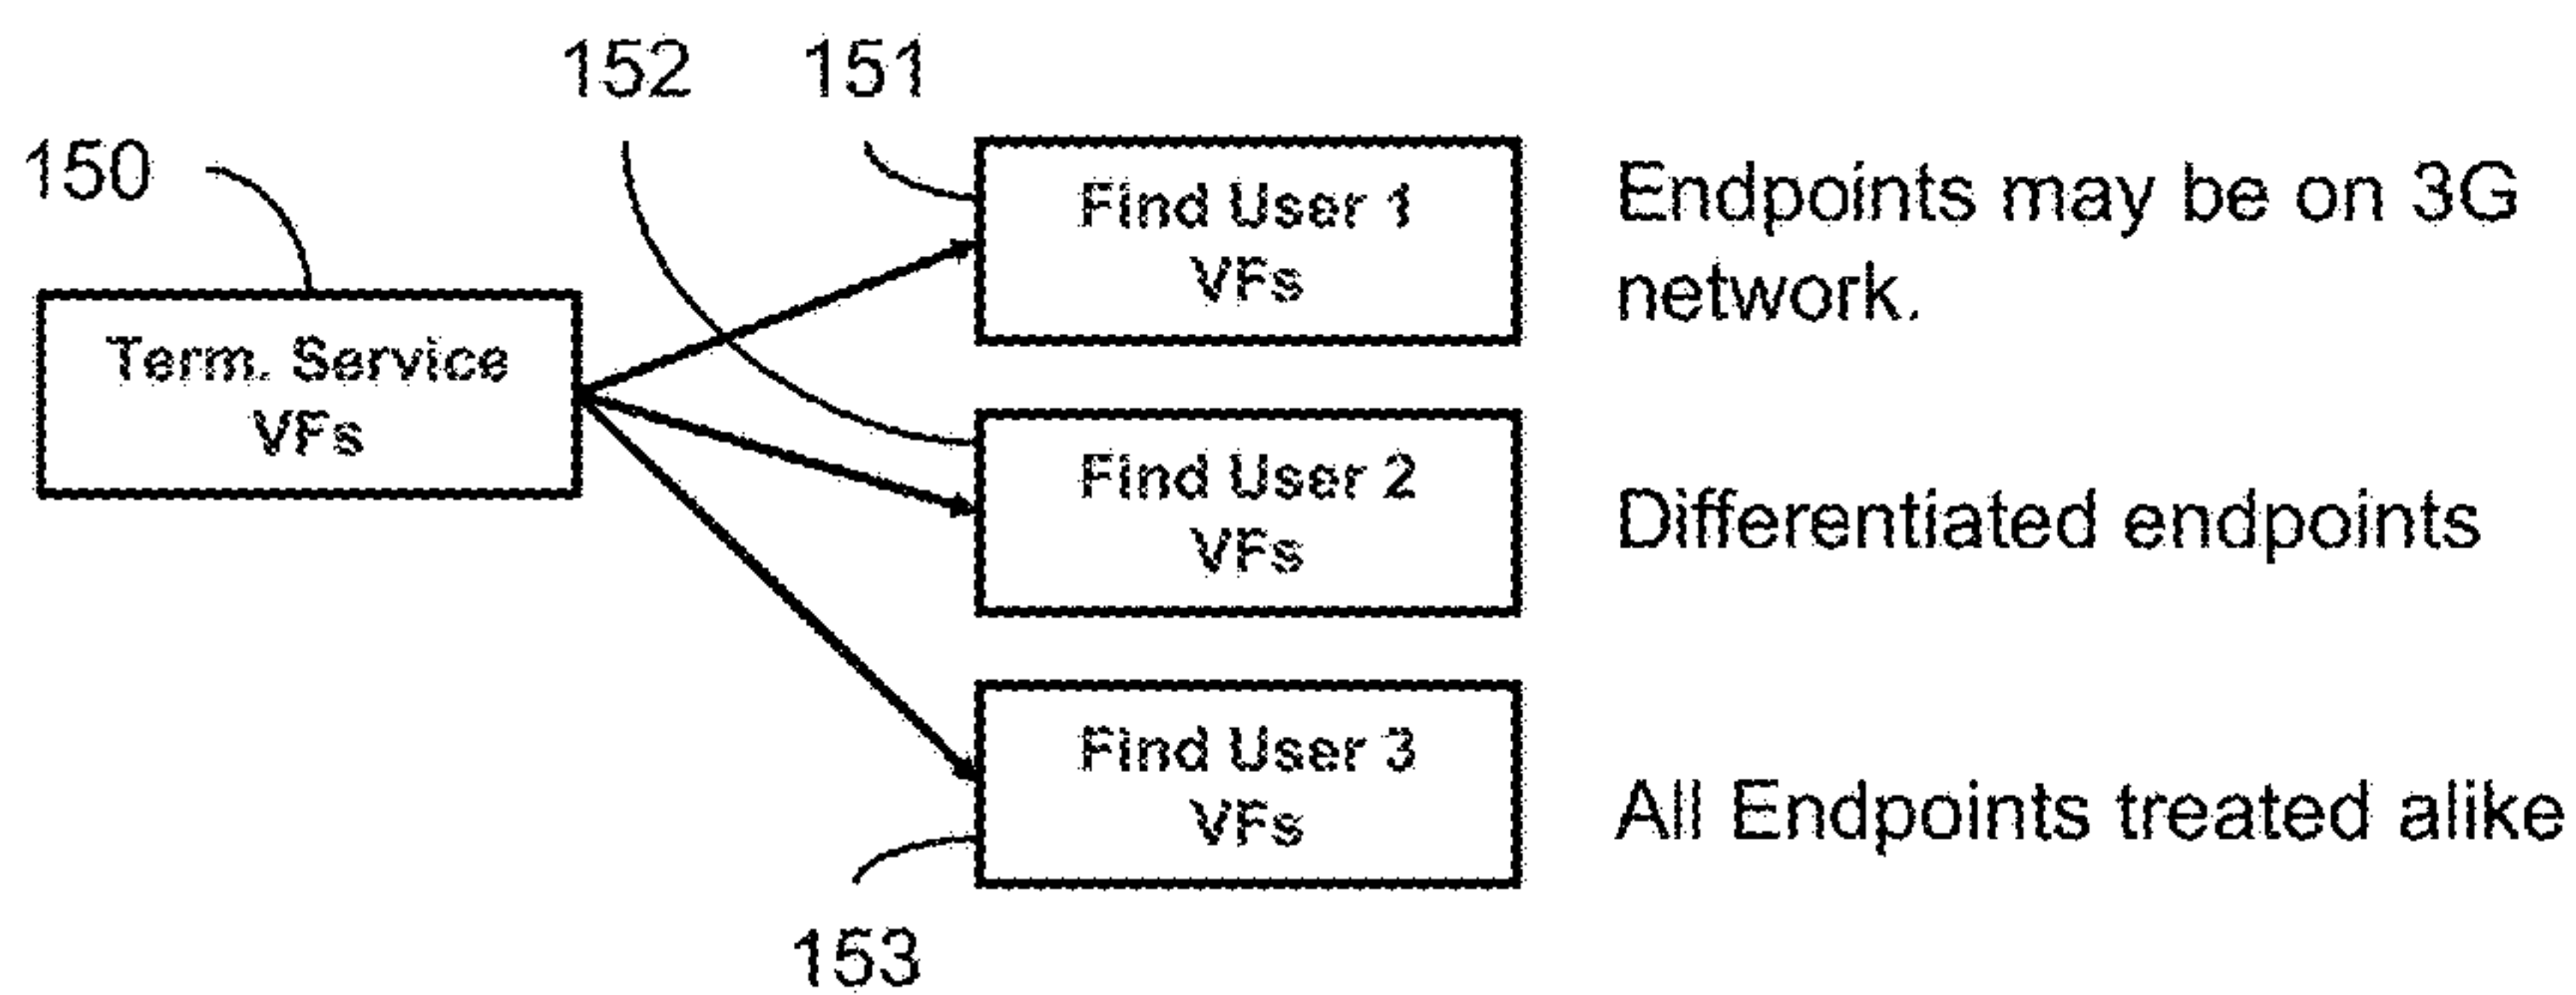 152 151
150
Find User 1
VFs
Endpoints may be on 3G
network.
Term. Service
VFs
Find User 2
VFs
Differentiated endpoints
Find User 3
VFs
All Endpoints treated alike
153